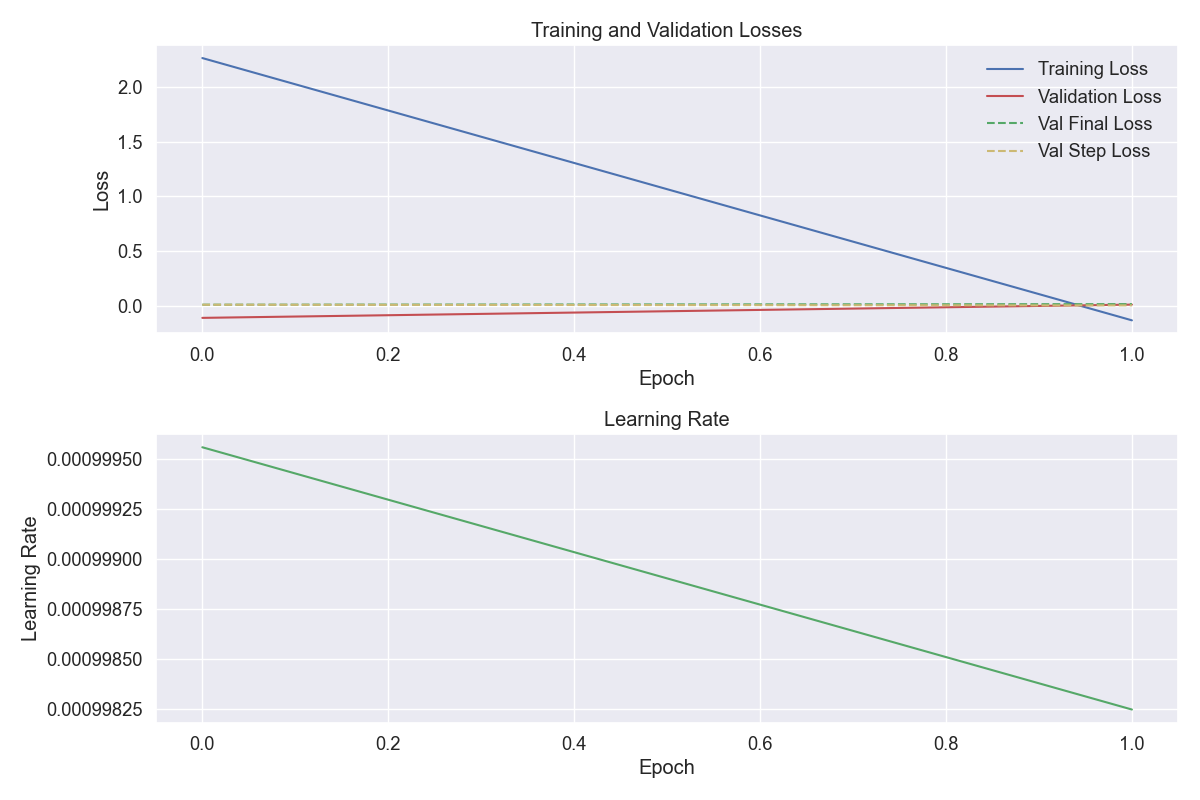 Training and Validation Losses
Training Loss
Validation Loss
Val Final Loss
Val Step Loss
Loss
2.0
1.5
1.0
0.5
0.0
0.0 0.2 0.4 0.6 0.8 1.0
Epoch
Learning Rate
Learning Rate
0.00099950
0.00099925
0.00099900
0.00099875
0.00099850
0.00099825
0.0 0.2 0.4 0.6 0.8 1.0
Epoch